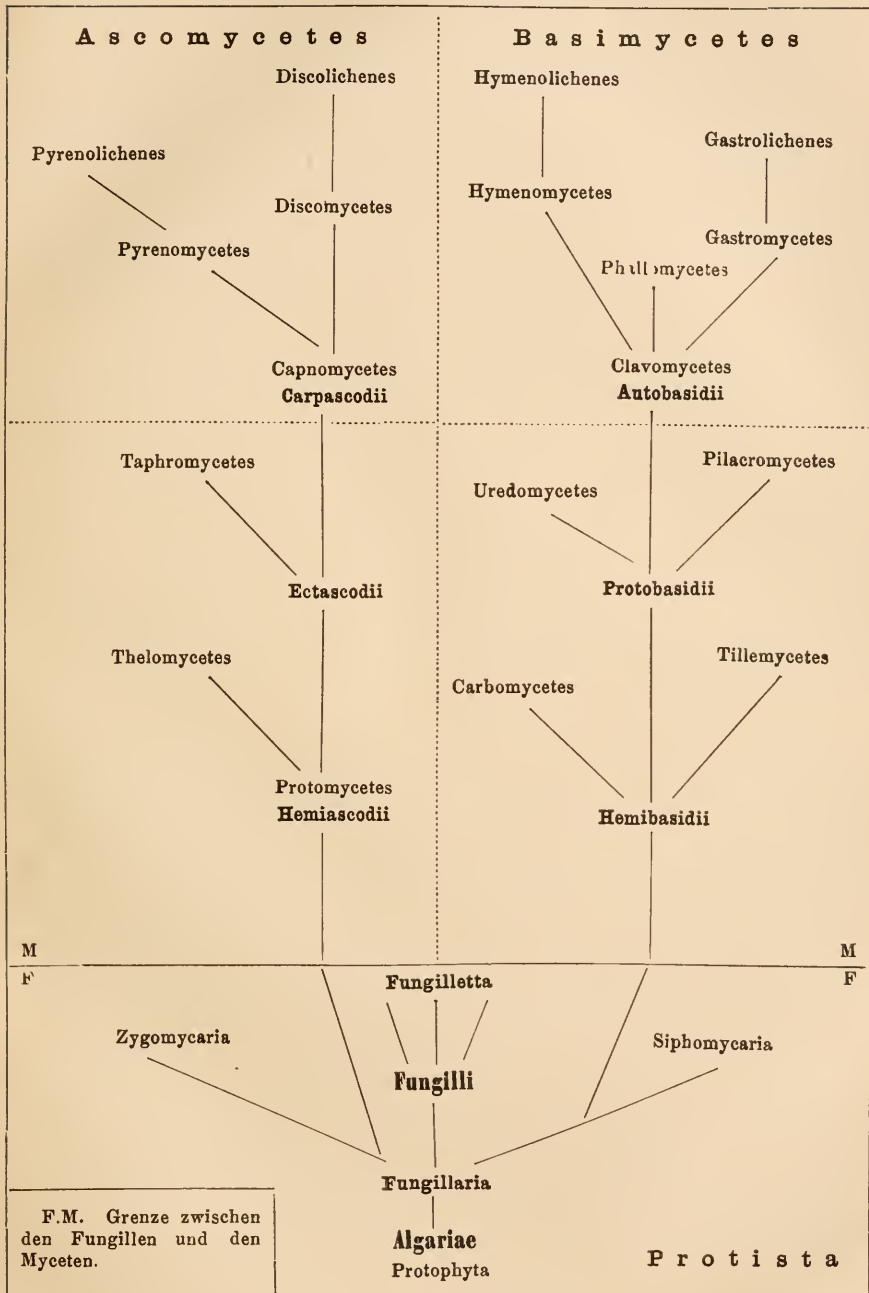 Ascomycetes
Basimycetes
Discolichenes
Hymenolichenes
Gastrolichenes
Pyrenolichenes
Discomycetes
Hymenomycetes
Pyrenomycetes
Gastromycetes
Phallomycetes
Capnomycetes
Carpascodii
Clavomycetes
Autobasidii
Taphromycetes
Pilacromycetes
Uredomycetes
Ectascodii
Protobasidii
Thelomycetes
Tillemycetes
Carbomycetes
Protomycetes
Hemiascodii
Hemibasidii
M
M
F
F
Fungilletta
Zygomycaria
Siphomycaria
Fungilli
Fungillaria
Algariae
Protophyta
F.M. Grenze zwischen
den Fungillen und den
Myceten.
Protista